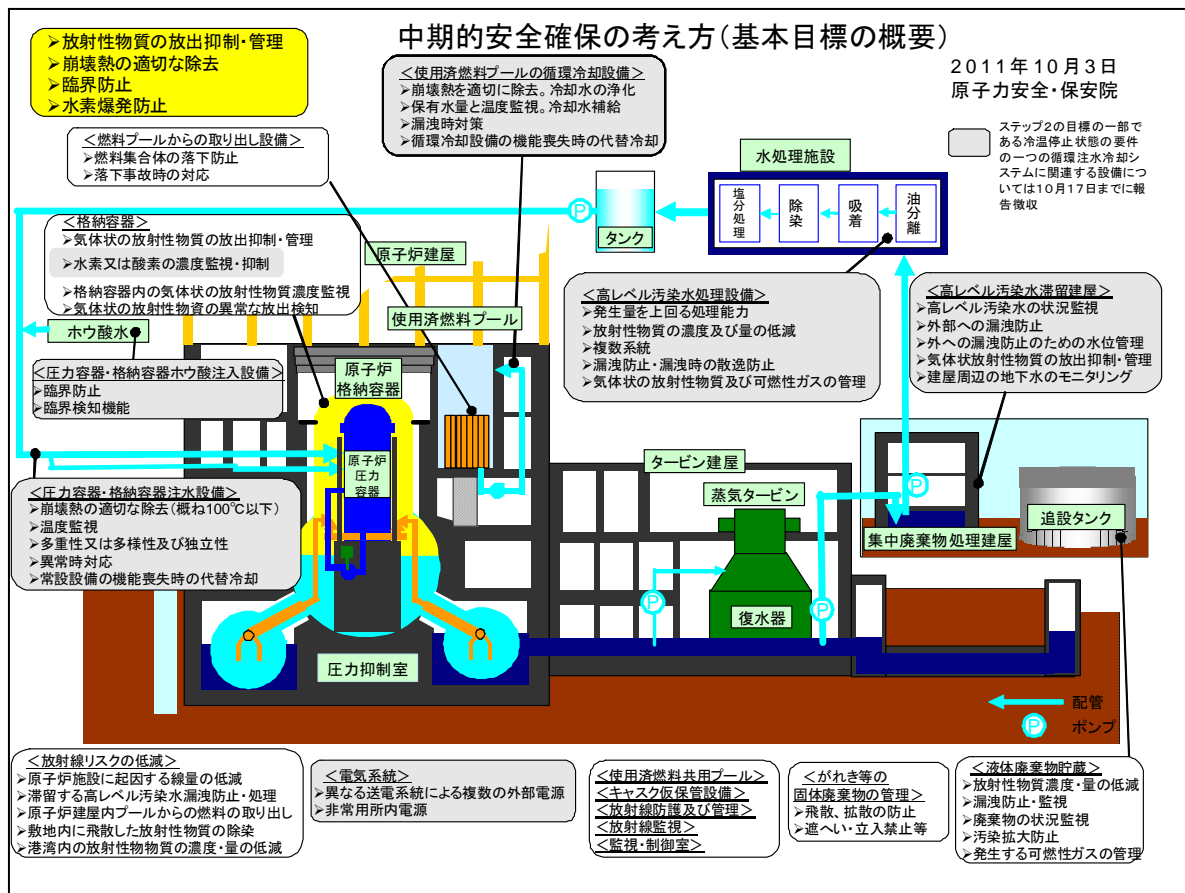 中期的安全確保の考え方(基本目標の概要)
➢放射性物質の放出抑制・管理
➢崩壊熱の適切な除去
➢臨界防止
➢水素爆発防止
2011年10月3日
原子力安全・保安院
ステップ2の目標の一部で
ある冷温停止状態の要件
の一つの循環注水冷却シ
ステムに関連する設備につ
いては10月17日までに報
告徴収
<使用済燃料プールの循環冷却設備>
➢崩壊熱を適切に除去。冷却水の浄化
➢保有水量と温度監視。冷却水補給
➢漏洩時対策
➢循環冷却設備の機能喪失時の代替冷却
<燃料プールからの取り出し設備>
➢燃料集合体の落下防止
➢落下事故時の対応
水処理施設
塩分処理
除染
吸着
油分離
P
タンク
<格納容器>
➢気体状の放射性物質の放出抑制・管理
➢水素又は酸素の濃度監視・抑制
➢格納容器内の気体状の放射性物質濃度監視
➢気体状の放射性物資の異常な放出検知
原子炉建屋
使用済燃料プール
ホウ酸水
<高レベル汚染水処理設備>
➢発生量を上回る処理能力
➢放射性物質の濃度及び量の低減
➢複数系統
➢漏洩防止・漏洩時の散逸防止
➢気体状の放射性物質及び可燃性ガスの管理
<高レベル汚染水滞留建屋>
➢高レベル汚染水の状況監視
➢外部への漏洩防止
➢外への漏洩防止のための水位管理
➢気体状放射性物質の放出抑制・管理
➢建屋周辺の地下水のモニタリング
<圧力容器・格納容器ホウ酸注入設備>
➢臨界防止
➢臨界検知機能
原子炉
格納容器
原子炉
圧力
容器
<圧力容器・格納容器注水設備>
➢崩壊熱の適切な除去(概ね100℃以下)
➢温度監視
➢多重性又は多様性及び独立性
➢異常時対応
➢常設設備の機能喪失時の代替冷却
タービン建屋
蒸気タービン
復水器
P
P
P
集中廃棄物処理建屋
追設タンク
圧力抑制室
配管
P
ポンプ
<放射線リスクの低減>
➢原子炉施設に起因する線量の低減
➢滞留する高レベル汚染水漏洩防止・処理
➢原子炉建屋内プールからの燃料の取り出し
➢敷地内に飛散した放射性物質の除染
➢港湾内の放射性物物質の濃度・量の低減
<電気系統>
➢異なる送電系統による複数の外部電源
➢非常用所内電源
<使用済燃料共用プール>
<キャスク仮保管設備>
<放射線防護及び管理>
<放射線監視>
<監視・制御室>
<がれき等の
固体廃棄物の管理>
➢飛散、拡散の防止
➢遮へい・立入禁止等
<液体廃棄物貯蔵>
➢放射性物質濃度・量の低減
➢漏洩防止・監視
➢廃棄物の状況監視
➢汚染拡大防止
➢発生する可燃性ガスの管理